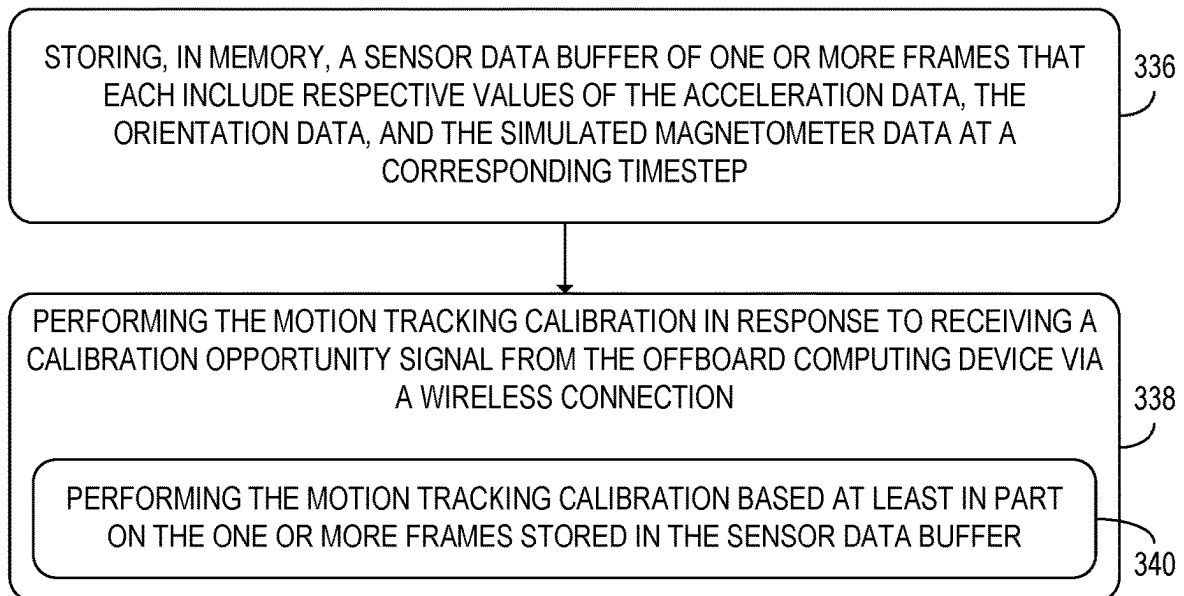 STORING, IN MEMORY, A SENSOR DATA BUFFER OF ONE OR MORE FRAMES THAT
EACH INCLUDE RESPECTIVE VALUES OF THE ACCELERATION DATA, THE
ORIENTATION DATA, AND THE SIMULATED MAGNETOMETER DATA AT A
CORRESPONDING TIMESTEP
336
PERFORMING THE MOTION TRACKING CALIBRATION IN RESPONSE TO RECEIVING A
CALIBRATION OPPORTUNITY SIGNAL FROM THE OFFBOARD COMPUTING DEVICE VIA
A WIRELESS CONNECTION
338
PERFORMING THE MOTION TRACKING CALIBRATION BASED AT LEAST IN PART
ON THE ONE OR MORE FRAMES STORED IN THE SENSOR DATA BUFFER
340